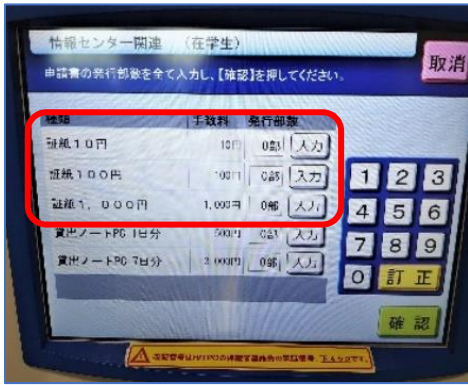 情報センター関連 （在学生）
取消
申請書の発行部数を全て入力し、【確認】を押してください。
種類 手数料 発行部数
証紙１０円 10円 0部 入力
証紙１００円 100円 0部 入力
証紙１，０００円 1,000円 0部 入力
貸出ノートPC 1日分 500円 0部 入力
貸出ノートPC 7日分 2,000円 0部 入力
1 2 3
4 5 6
7 8 9
0 訂正
確認